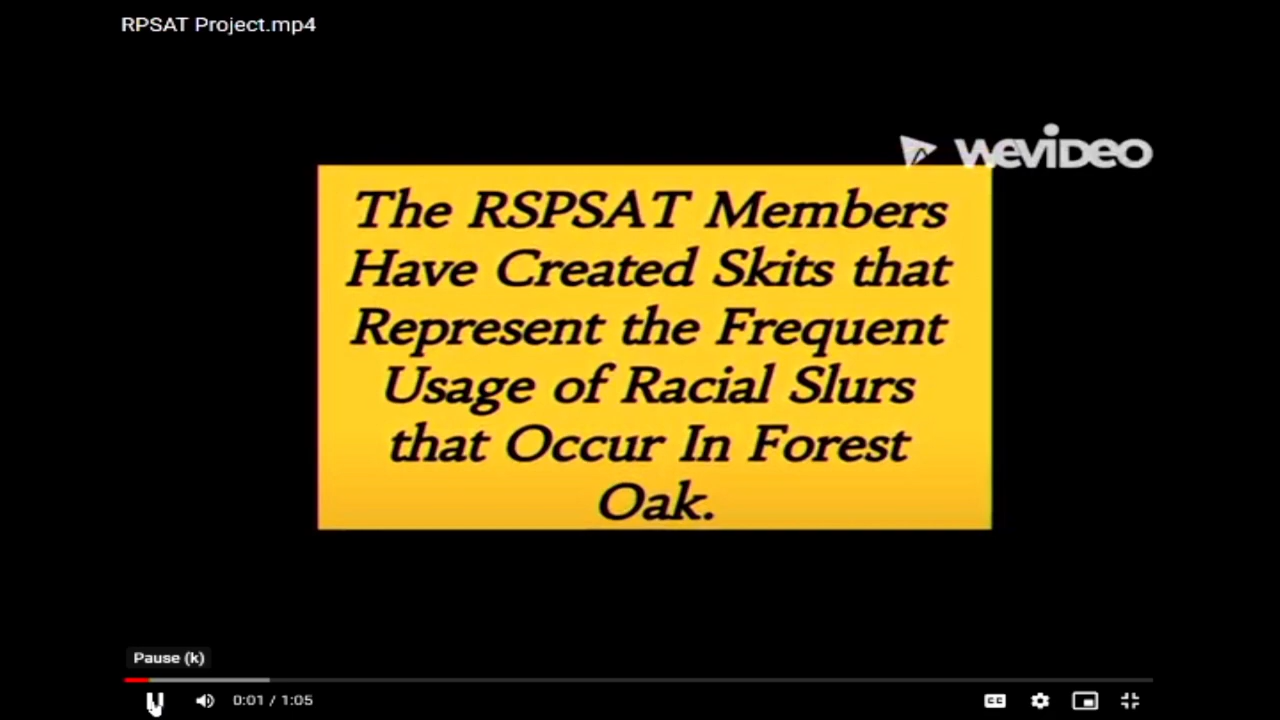 RPSAT Project.mp4
wevideo
The RSPSAT Members
Have Created Skits that
Represent the Frequent
Usage of Racial Slurs
that Occur In Forest
Oak.
Pause (k)
0:01 / 1:05
CC